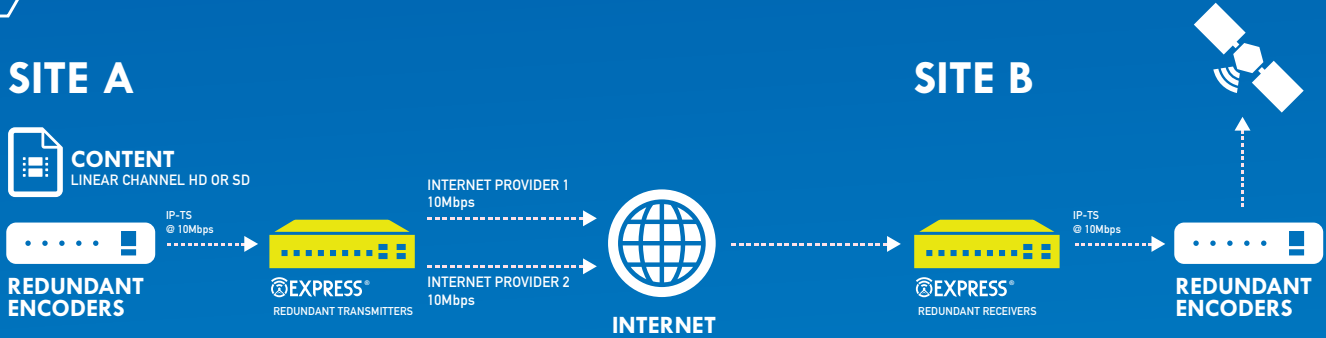 SITE A
SITE B
CONTENT
LINEAR CHANNEL HD OR SD
IP-TS
@ 10Mbps
INTERNET PROVIDER 1
10Mbps
INTERNET PROVIDER 2
10Mbps
IP-TS
@ 10Mbps
REDUNDANT
ENCODERS
EXPRESS®
REDUNDANT TRANSMITTERS
INTERNET
EXPRESS®
REDUNDANT RECEIVERS
REDUNDANT
ENCODERS